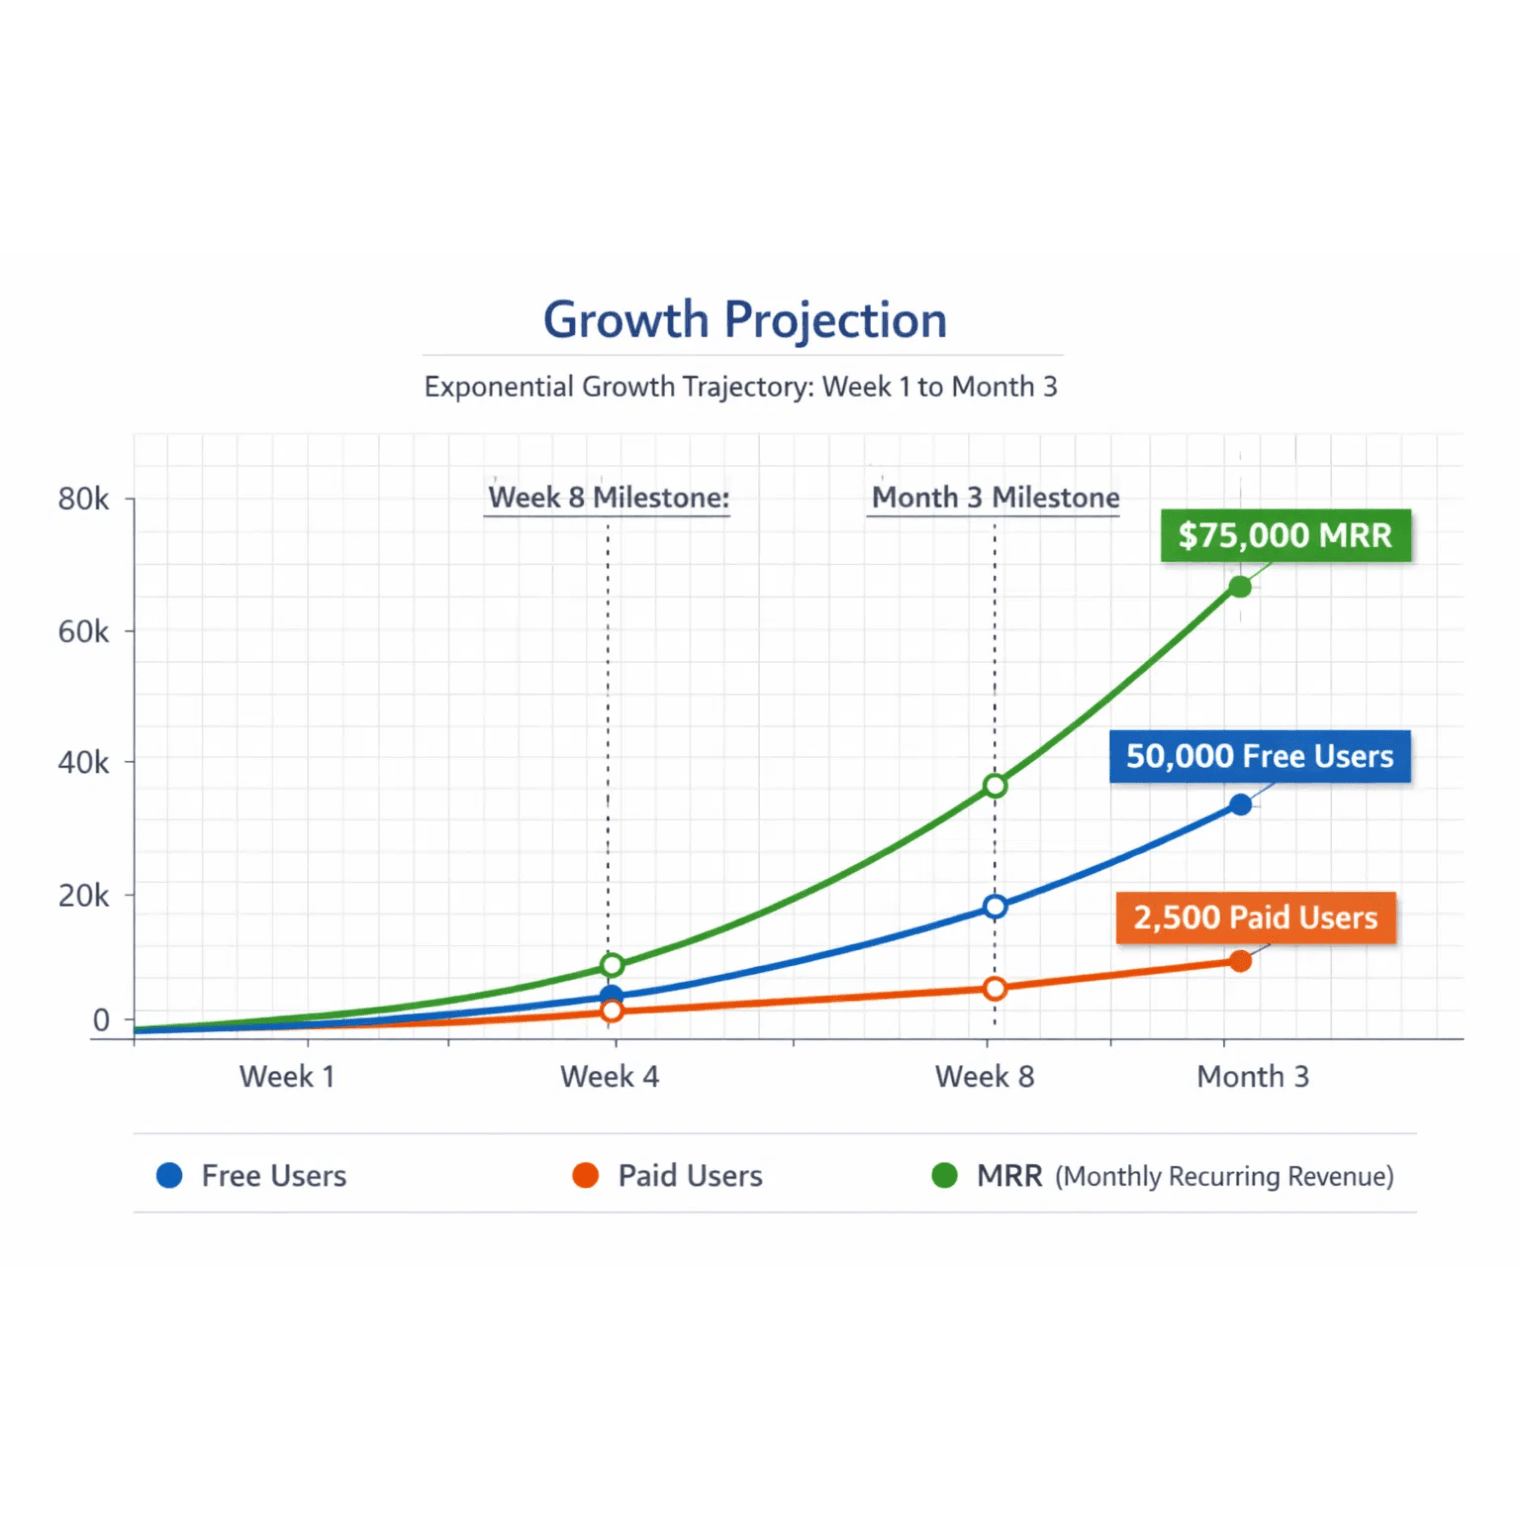 Growth Projection
Exponential Growth Trajectory: Week 1 to Month 3
Week 8 Milestone:
Month 3 Milestone
$75,000 MRR
50,000 Free Users
2,500 Paid Users
80k
60k
40k
20k
0
Week 1
Week 4
Week 8
Month 3
Free Users
Paid Users
MRR (Monthly Recurring Revenue)